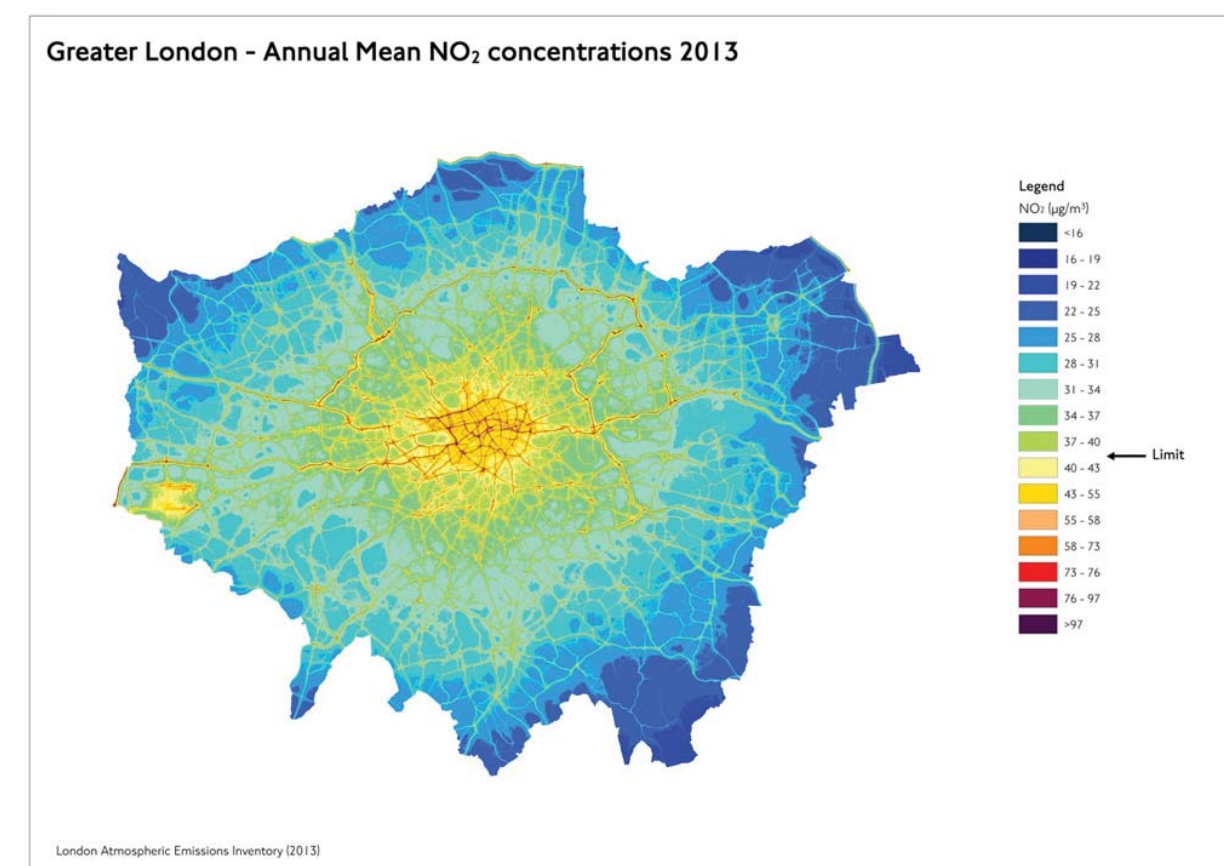 Greater London - Annual Mean NO₂ concentrations 2013
Legend
NO₂ (µg/m³)
<16
16 - 19
19 - 22
22 - 25
25 - 28
28 - 31
31 - 34
34 - 37
37 - 40
Limit
40 - 43
43 - 55
55 - 58
58 - 73
73 - 76
76 - 97
>97
London Atmospheric Emissions Inventory (2013)